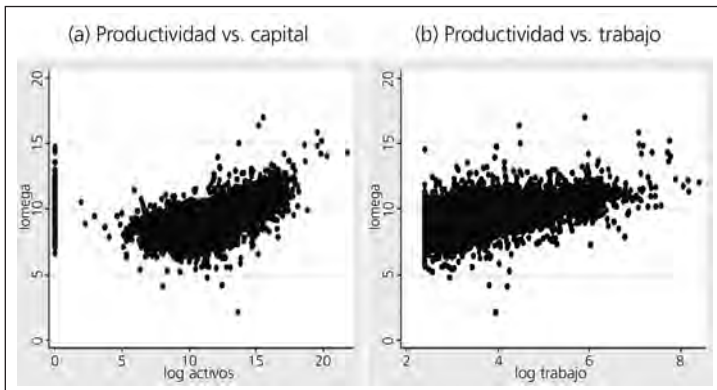 (a) Productividad vs. capital
lomega
20
15
10
5
0
0 5 10 15 20
log activos
(b) Productividad vs. trabajo
lomega
20
15
10
5
0
2 4 6 8
log trabajo